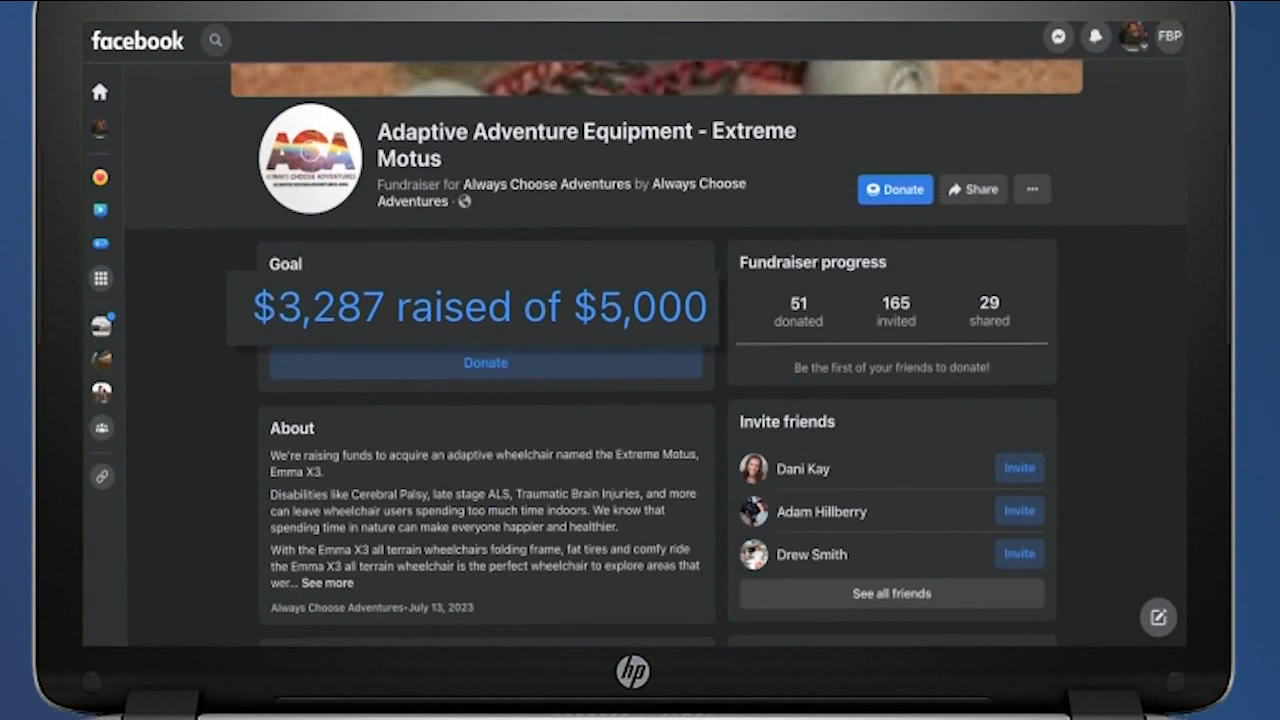 facebook
FBP
Adaptive Adventure Equipment - Extreme
Motus
Fundraiser for Always Choose Adventures by Always Choose
Adventures ·
Donate
Share
AOA
ALWAYS CHOOSE ADVENTURES
Goal
$3,287 raised of $5,000
Donate
Fundraiser progress
51
donated
165
invited
29
shared
Be the first of your friends to donate!
About
We're raising funds to acquire an adaptive wheelchair named the Extreme Motus,
Emma X3.
Disabilities like Cerebral Palsy, late stage ALS, Traumatic Brain Injuries, and more
can leave wheelchair users spending too much time indoors. We know that
spending time in nature can make everyone happier and healthier.
With the Emma X3 all terrain wheelchairs folding frame, fat tires and comfy ride
the Emma X3 all terrain wheelchair is the perfect wheelchair to explore areas that
wer... See more
Always Choose Adventures·July 13, 2023
Invite friends
Dani Kay
Invite
Adam Hillberry
Invite
Drew Smith
Invite
See all friends
hp